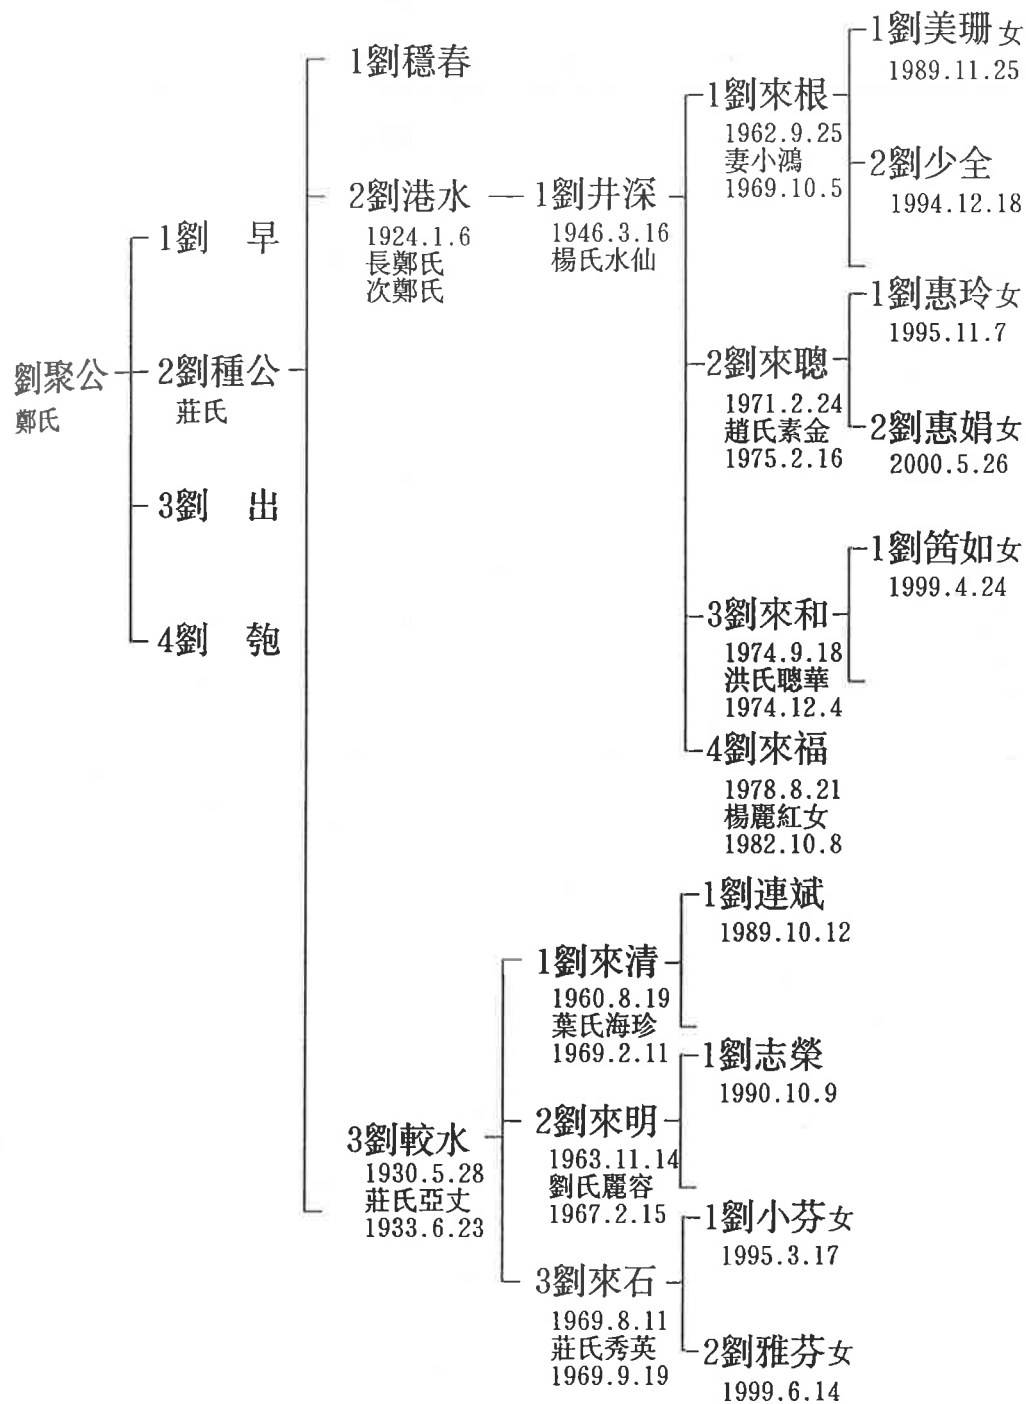 劉聚公
鄭氏
1劉 早
2劉種公
莊氏
3劉 出
4劉 匏
1劉穩春
2劉港水
1924.1.6
長鄭氏
次鄭氏
3劉較水
1930.5.28
莊氏亞丈
1933.6.23
1劉井深
1946.3.16
楊氏水仙
1劉來根
1962.9.25
妻小鴻
1969.10.5
2劉來聰
1971.2.24
趙氏素金
1975.2.16
3劉來和
1974.9.18
洪氏聰華
1974.12.4
4劉來福
1978.8.21
楊麗紅女
1982.10.8
1劉美珊女
1989.11.25
2劉少全
1994.12.18
1劉惠玲女
1995.11.7
2劉惠娟女
2000.5.26
1劉茜如女
1999.4.24
1劉來清
1960.8.19
葉氏海珍
1969.2.11
2劉來明
1963.11.14
劉氏麗容
1967.2.15
3劉來石
1969.8.11
莊氏秀英
1969.9.19
1劉連斌
1989.10.12
1劉志榮
1990.10.9
1劉小芬女
1995.3.17
2劉雅芬女
1999.6.14